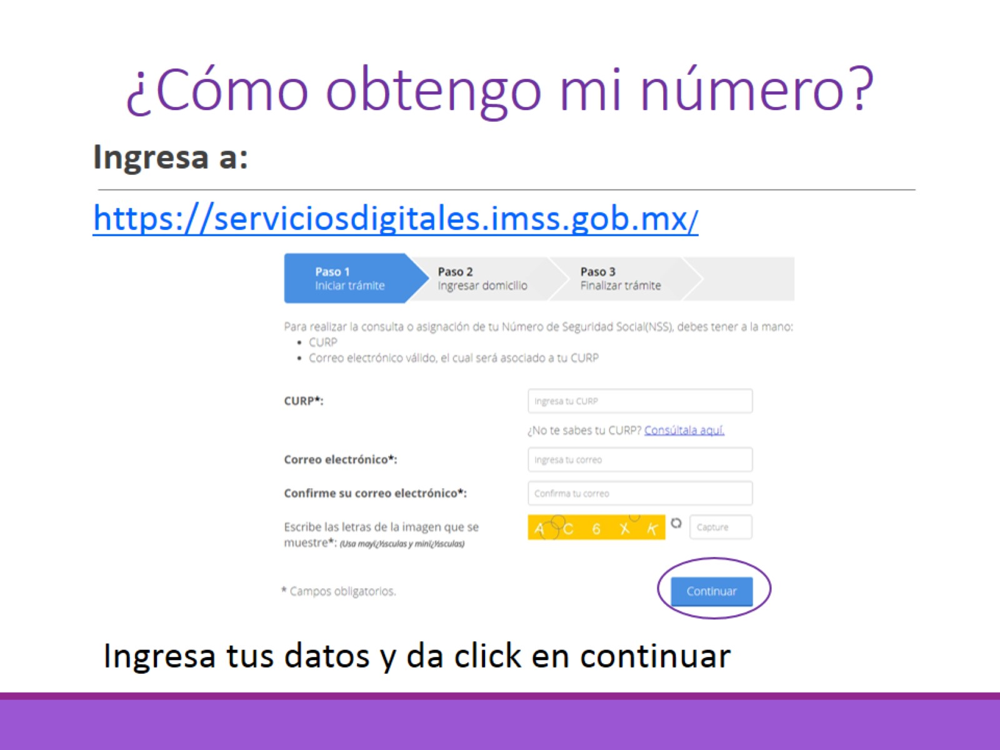 ¿Cómo obtengo mi número?
Ingresa a:
https://serviciosdigitales.imss.gob.mx/
Paso 1
Iniciar trámite
Paso 2
Ingresar domicilio
Paso 3
Finalizar trámite
Para realizar la consulta o asignación de tu Número de Seguridad Social(NSS), debes tener a la mano:
• CURP
• Correo electrónico válido, el cual será asociado a tu CURP
CURP*:
Ingresa tu CURP
¿No te sabes tu CURP? Consúltala aquí.
Correo electrónico*:
Ingresa tu correo
Confirme su correo electrónico*:
Confirma tu correo
Escribe las letras de la imagen que se
muestre*: (Usa mayï¿½sculas y minï¿½sculas)
A C 6 X K
Capture
* Campos obligatorios.
Continuar
Ingresa tus datos y da click en continuar